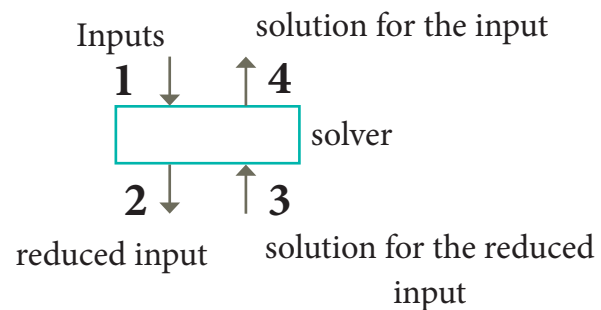 Inputs
solution for the input
1
4
solver
2
3
reduced input
solution for the reduced
input